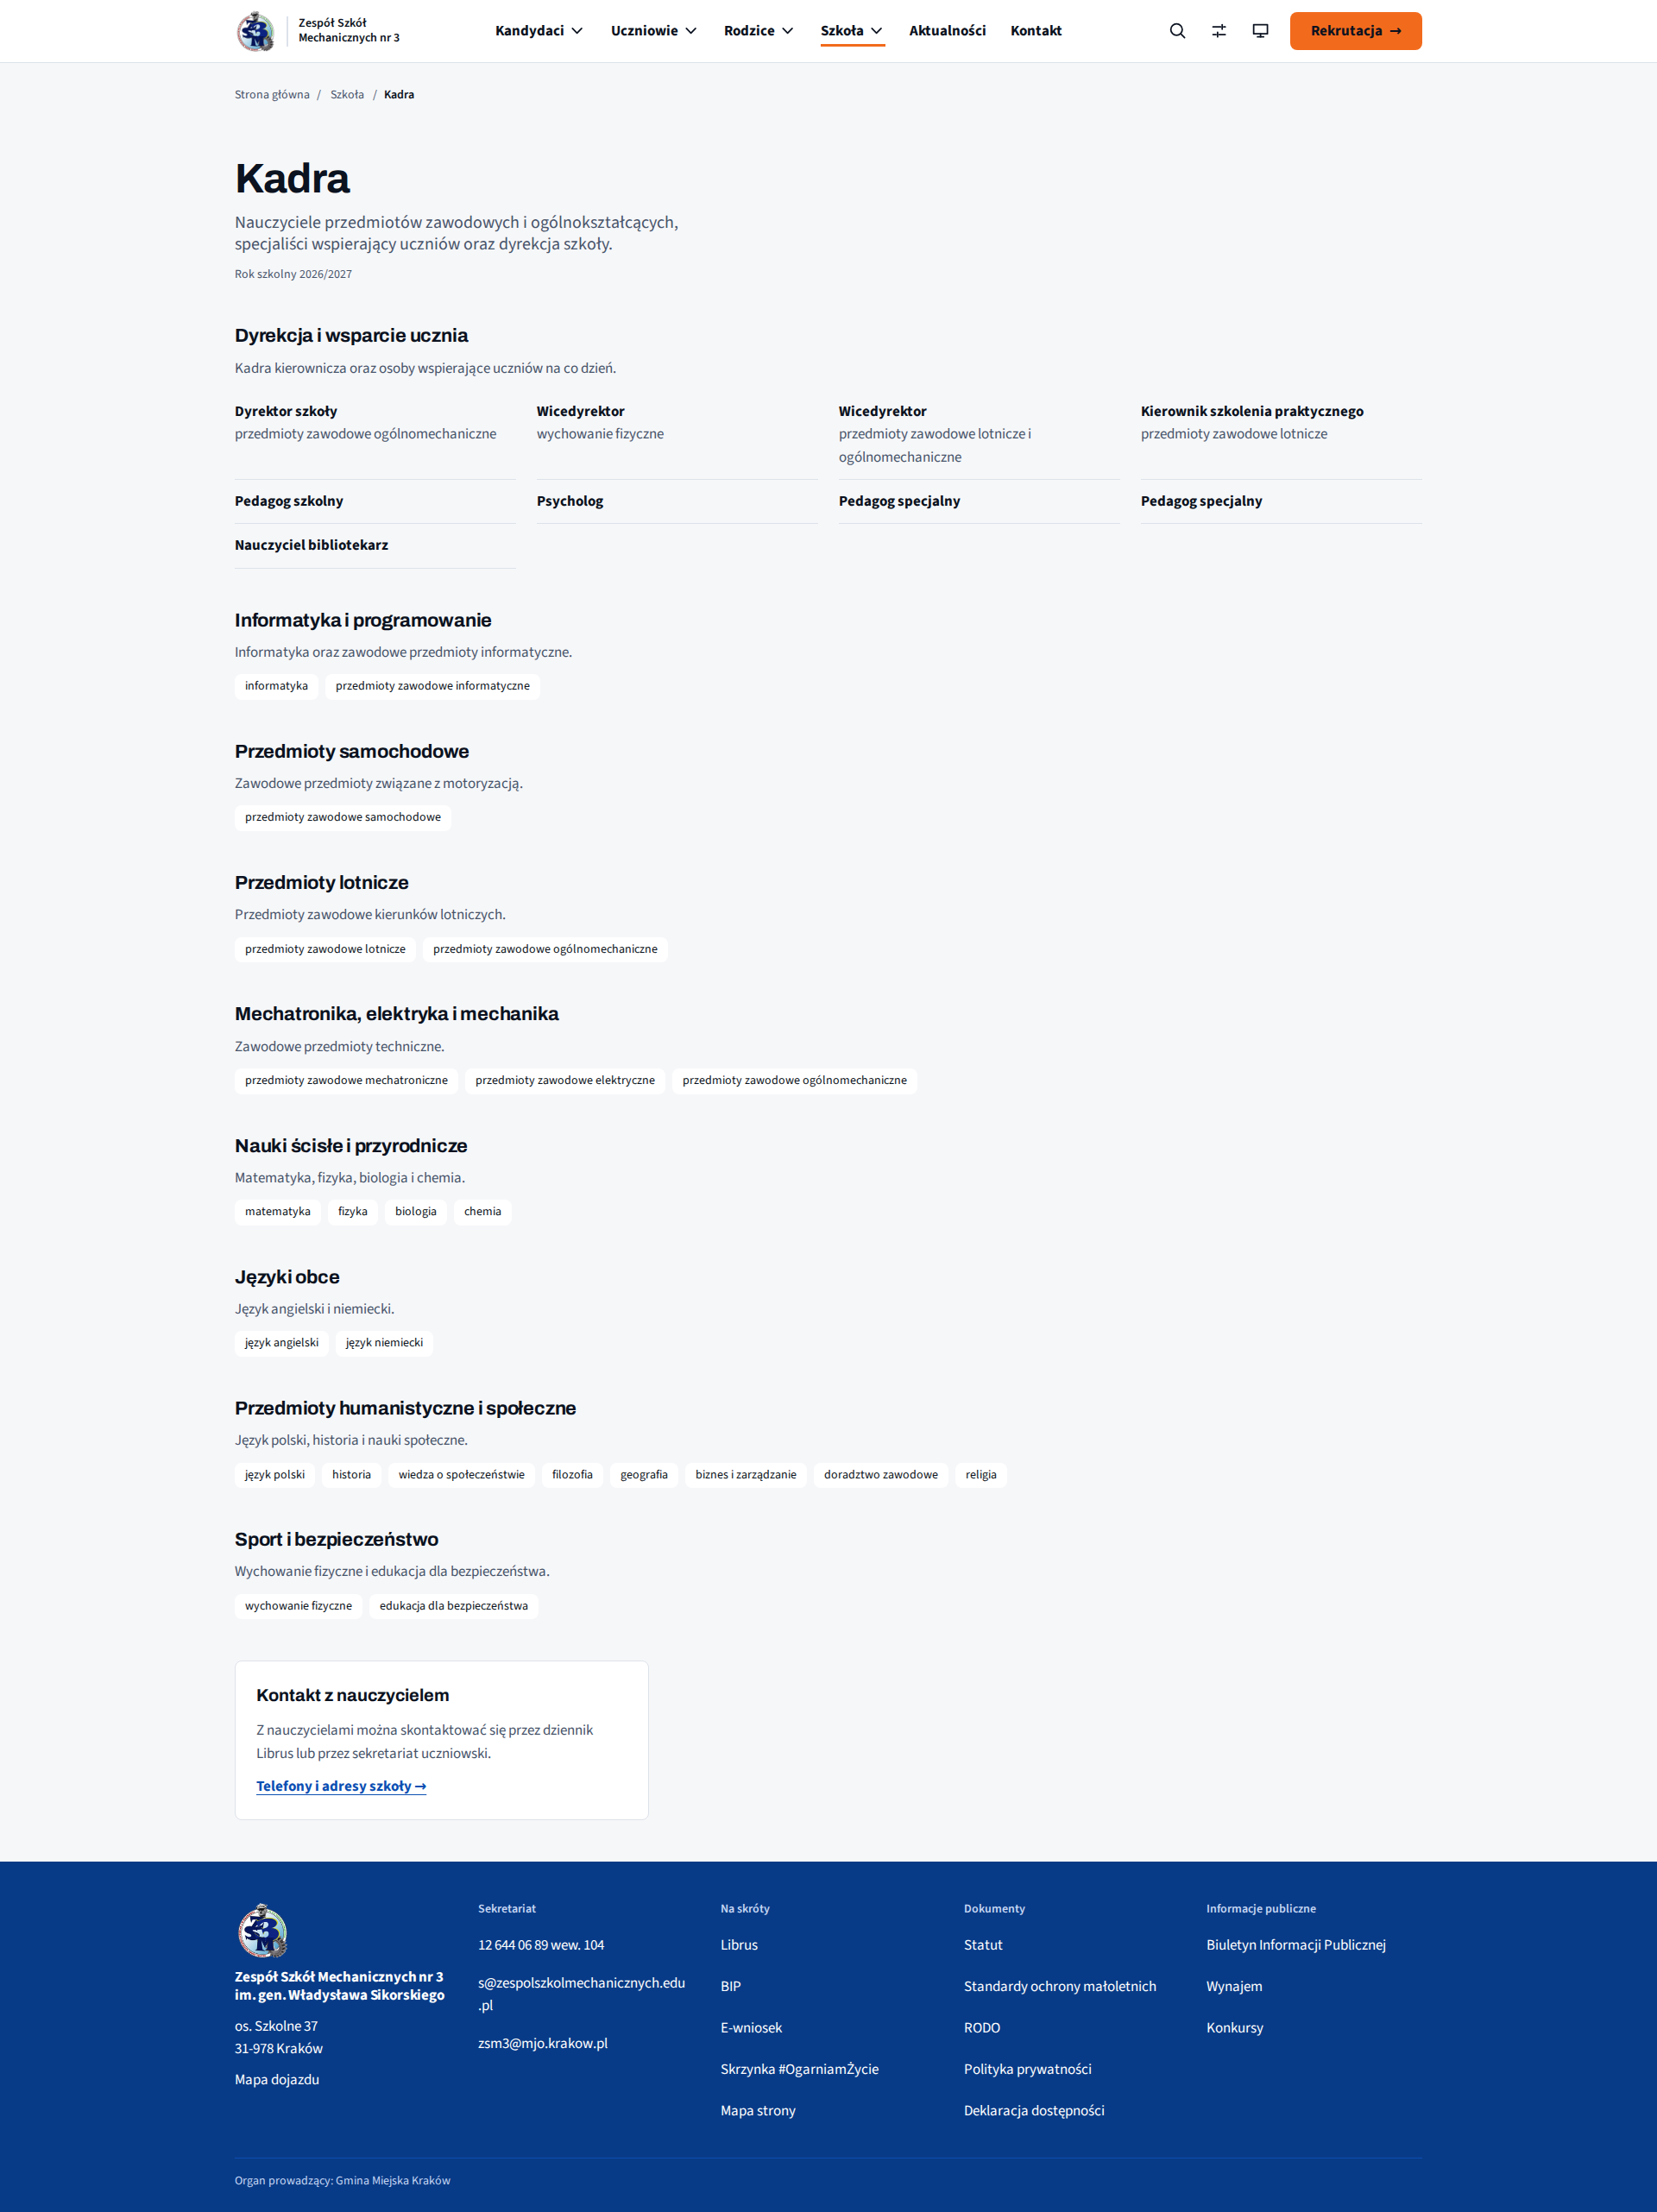 Zespół Szkół
Mechanicznych nr 3
Kandydaci
Uczniowie
Rodzice
Szkoła
Aktualności
Kontakt
Rekrutacja →
Strona główna / Szkoła / Kadra
Kadra
Nauczyciele przedmiotów zawodowych i ogólnokształcących,
specjaliści wspierający uczniów oraz dyrekcja szkoły.
Rok szkolny 2026/2027
Dyrekcja i wsparcie ucznia
Kadra kierownicza oraz osoby wspierające uczniów na co dzień.
Dyrektor szkoły
przedmioty zawodowe ogólnomechaniczne
Wicedyrektor
wychowanie fizyczne
Wicedyrektor
przedmioty zawodowe lotnicze i
ogólnomechaniczne
Kierownik szkolenia praktycznego
przedmioty zawodowe lotnicze
Pedagog szkolny
Psycholog
Pedagog specjalny
Pedagog specjalny
Nauczyciel bibliotekarz
Informatyka i programowanie
Informatyka oraz zawodowe przedmioty informatyczne.
informatyka
przedmioty zawodowe informatyczne
Przedmioty samochodowe
Zawodowe przedmioty związane z motoryzacją.
przedmioty zawodowe samochodowe
Przedmioty lotnicze
Przedmioty zawodowe kierunków lotniczych.
przedmioty zawodowe lotnicze
przedmioty zawodowe ogólnomechaniczne
Mechatronika, elektryka i mechanika
Zawodowe przedmioty techniczne.
przedmioty zawodowe mechatroniczne
przedmioty zawodowe elektryczne
przedmioty zawodowe ogólnomechaniczne
Nauki ścisłe i przyrodnicze
Matematyka, fizyka, biologia i chemia.
matematyka
fizyka
biologia
chemia
Języki obce
Język angielski i niemiecki.
język angielski
język niemiecki
Przedmioty humanistyczne i społeczne
Język polski, historia i nauki społeczne.
język polski
historia
wiedza o społeczeństwie
filozofia
geografia
biznes i zarządzanie
doradztwo zawodowe
religia
Sport i bezpieczeństwo
Wychowanie fizyczne i edukacja dla bezpieczeństwa.
wychowanie fizyczne
edukacja dla bezpieczeństwa
Kontakt z nauczycielem
Z nauczycielami można skontaktować się przez dziennik
Librus lub przez sekretariat uczniowski.
Telefony i adresy szkoły →
Zespół Szkół Mechanicznych nr 3
im. gen. Władysława Sikorskiego
os. Szkolne 37
31-978 Kraków
Mapa dojazdu
Sekretariat
12 644 06 89 wew. 104
s@zespolszkolmechanicznych.edu
.pl
zsm3@mjo.krakow.pl
Na skróty
Librus
BIP
E-wniosek
Skrzynka #OgarniamŻycie
Mapa strony
Dokumenty
Statut
Standardy ochrony małoletnich
RODO
Polityka prywatności
Deklaracja dostępności
Informacje publiczne
Biuletyn Informacji Publicznej
Wynajem
Konkursy
Organ prowadzący: Gmina Miejska Kraków